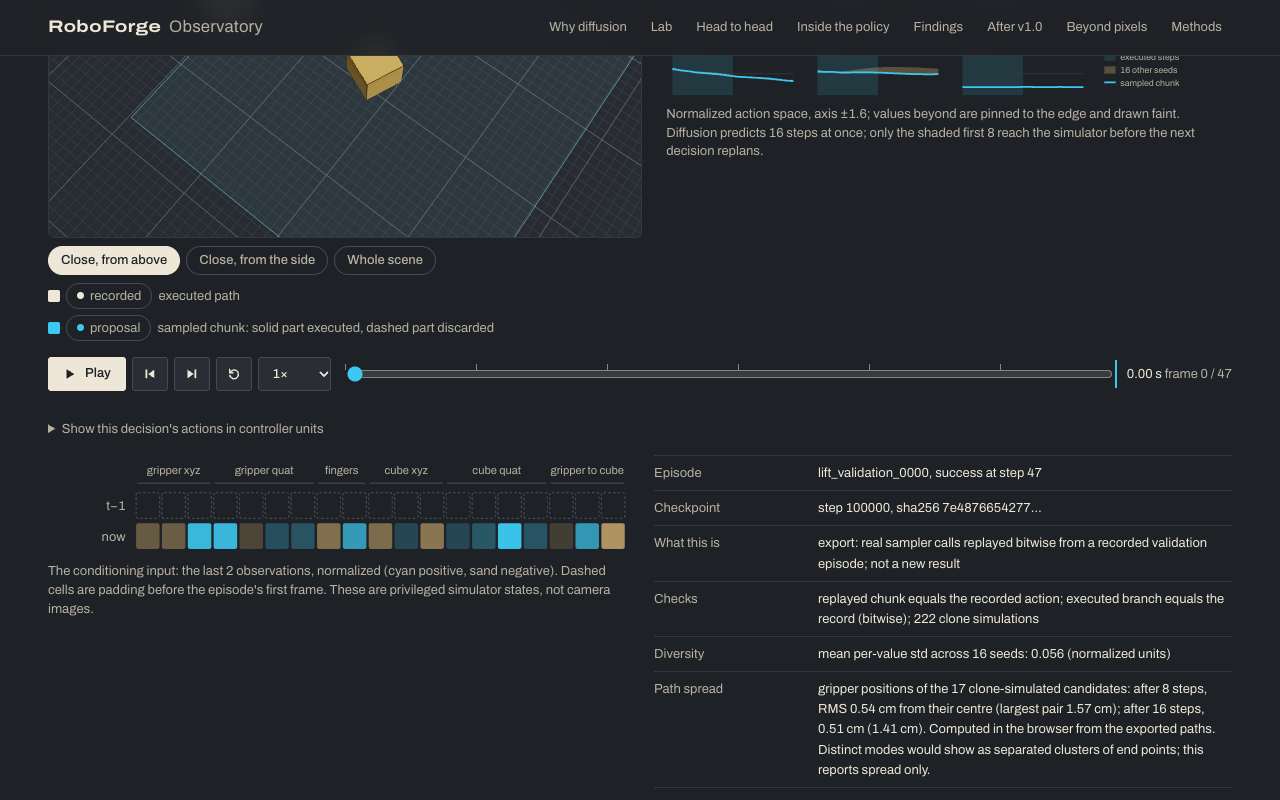 RoboForge Observatory
Why diffusion Lab Head to head Inside the policy Findings After v1.0 Beyond pixels Methods
executed steps
16 other seeds
sampled chunk
Normalized action space, axis ±1.6; values beyond are pinned to the edge and drawn faint.
Diffusion predicts 16 steps at once; only the shaded first 8 reach the simulator before the next
decision replans.
Close, from above Close, from the side Whole scene
recorded executed path
proposal sampled chunk: solid part executed, dashed part discarded
Play 1× 0.00 s frame 0 / 47
Show this decision's actions in controller units
gripper xyz gripper quat fingers cube xyz cube quat gripper to cube
t−1
now
The conditioning input: the last 2 observations, normalized (cyan positive, sand negative). Dashed
cells are padding before the episode's first frame. These are privileged simulator states, not camera
images.
Episode lift_validation_0000, success at step 47
Checkpoint step 100000, sha256 7e4876654277…
What this is export: real sampler calls replayed bitwise from a recorded validation
episode; not a new result
Checks replayed chunk equals the recorded action; executed branch equals the
record (bitwise); 222 clone simulations
Diversity mean per-value std across 16 seeds: 0.056 (normalized units)
Path spread gripper positions of the 17 clone-simulated candidates: after 8 steps,
RMS 0.54 cm from their centre (largest pair 1.57 cm); after 16 steps,
0.51 cm (1.41 cm). Computed in the browser from the exported paths.
Distinct modes would show as separated clusters of end points; this
reports spread only.